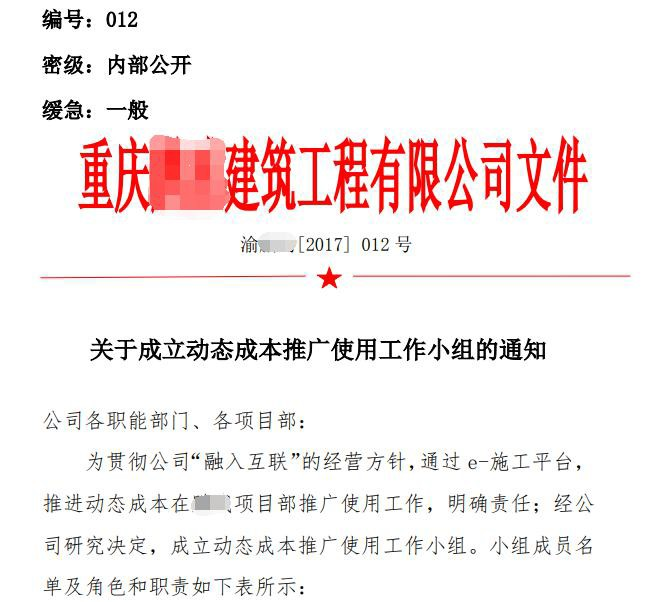 编号：012
密级：内部公开
缓急：一般
重庆建筑工程有限公司文件
渝[2017] 012 号
关于成立动态成本推广使用工作小组的通知
公司各职能部门、各项目部：
为贯彻公司“融入互联”的经营方针，通过 e-施工平台，
推进动态成本在项目部推广使用工作，明确责任；经公
司研究决定，成立动态成本推广使用工作小组。小组成员名
单及角色和职责如下表所示：